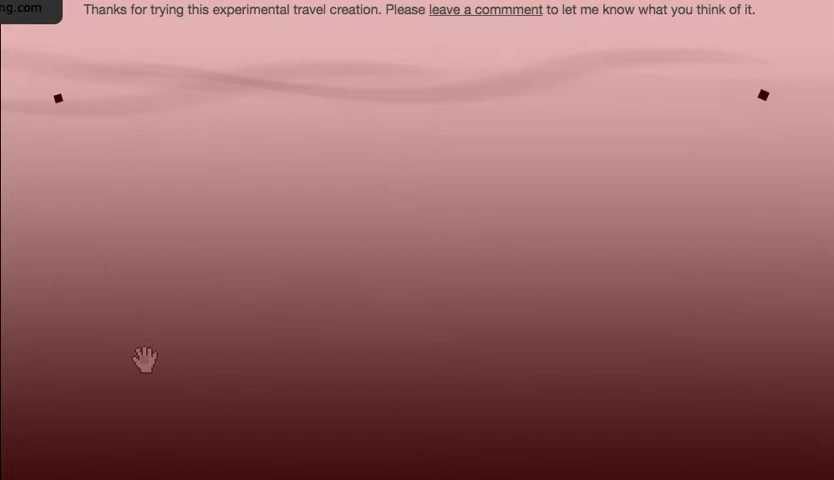 ng.com
Thanks for trying this experimental travel creation. Please leave a commment to let me know what you think of it.